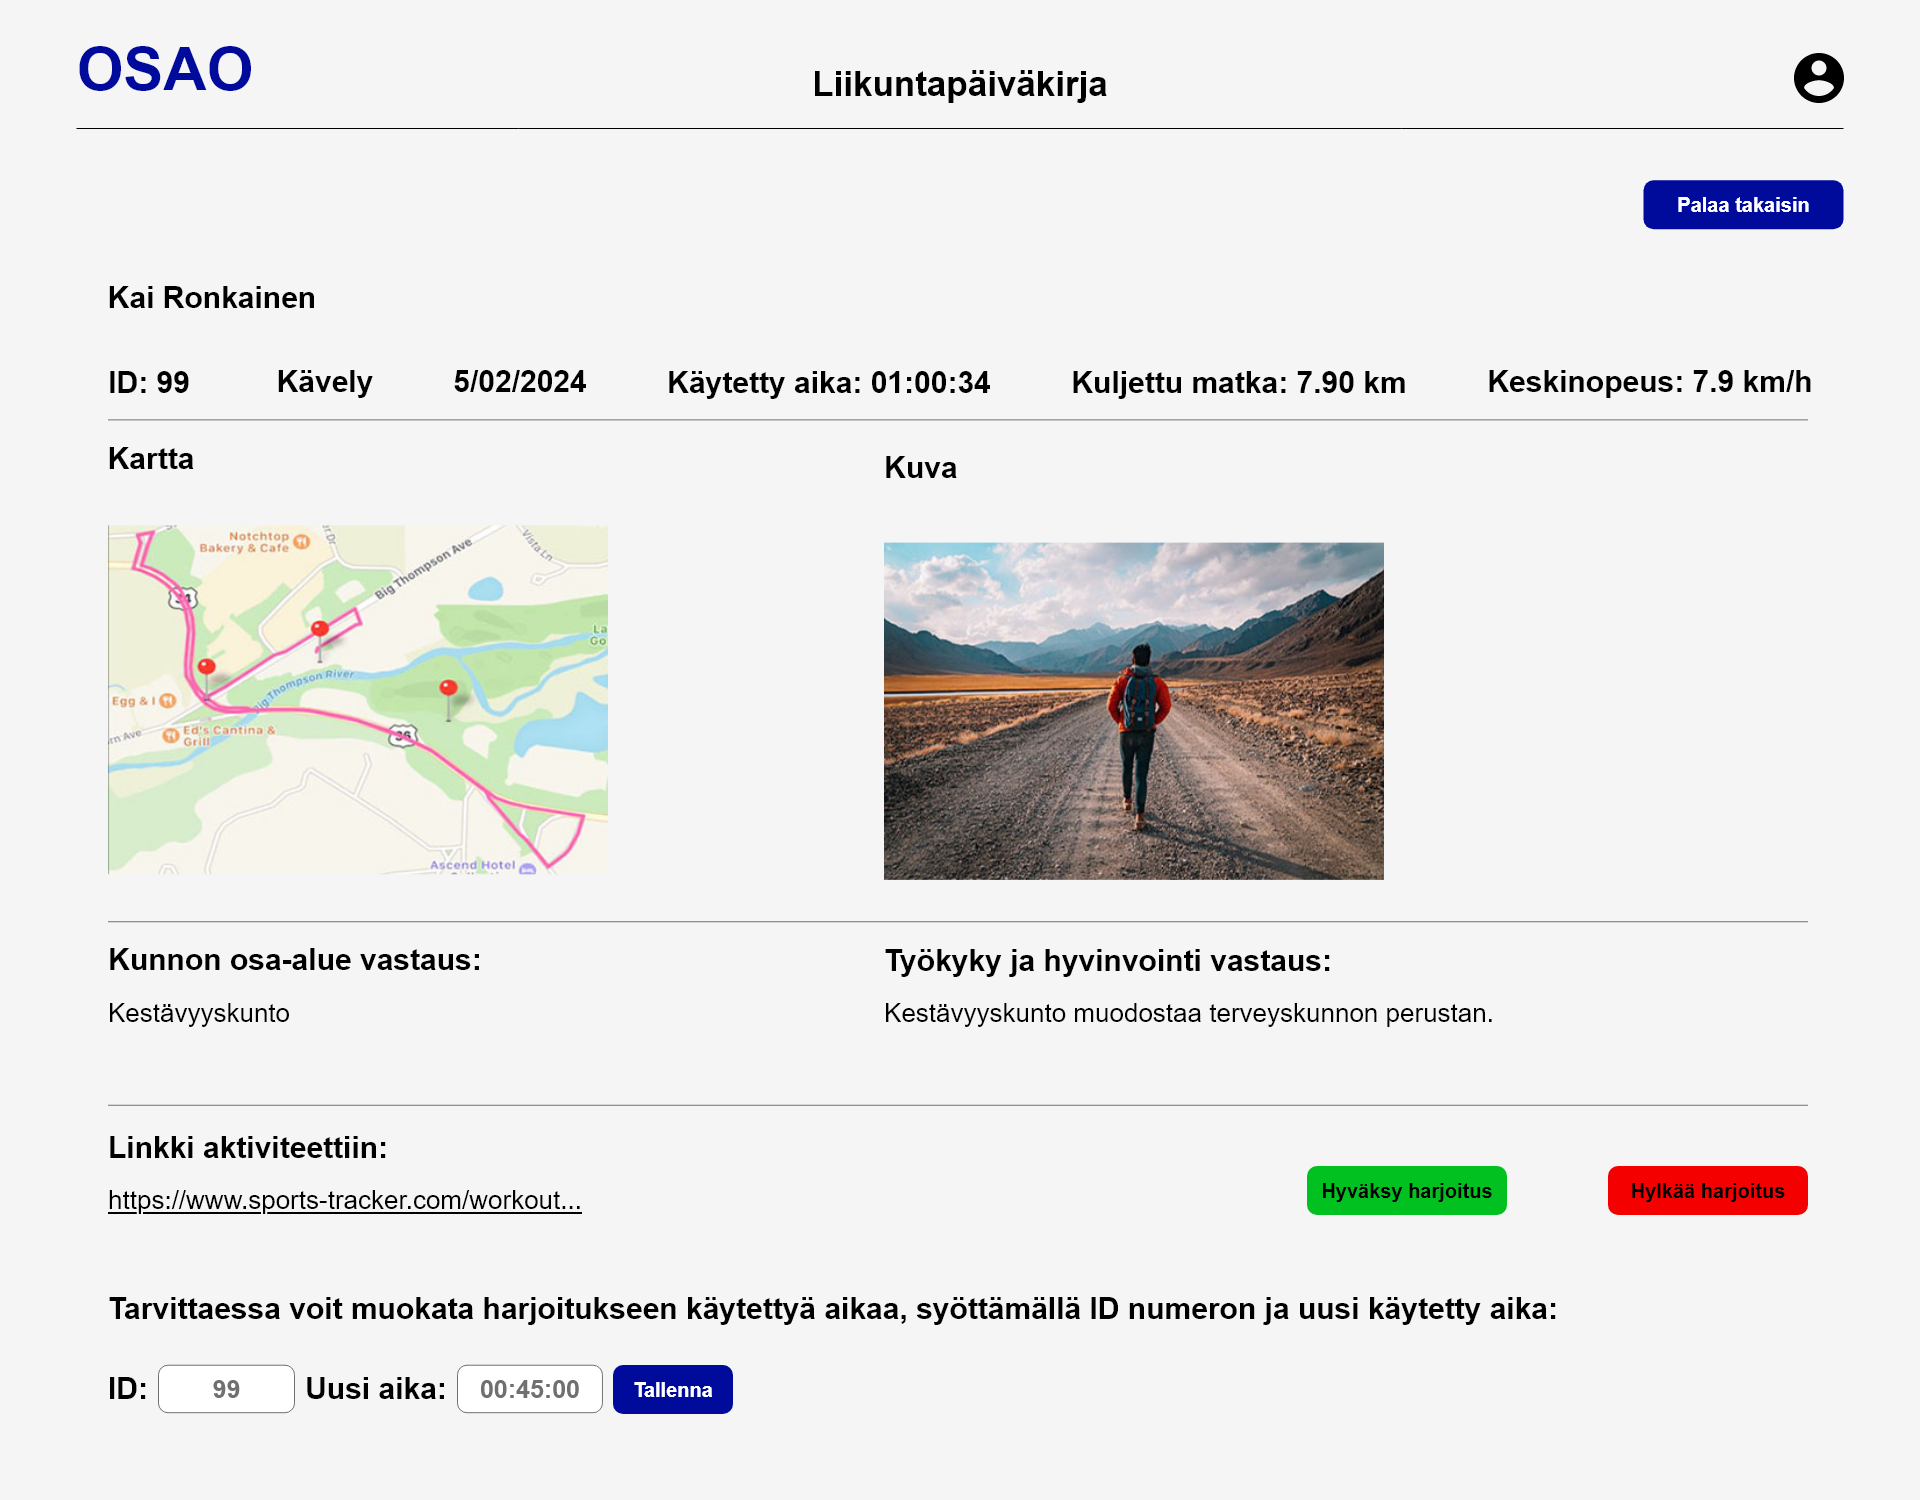 OSAO
Liikuntapäiväkirja
Palaa takaisin
Kai Ronkainen
ID: 99 Kävely 5/02/2024 Käytetty aika: 01:00:34 Kuljettu matka: 7.90 km Keskinopeus: 7.9 km/h
Kartta
Kuva
Notchtop
Bakery & Cafe
Vista Ln
Big Thompson Ave
Big Thompson River
Egg & I
Ed's Cantina &
Grill
36
Ascend Hotel
Kunnon osa-alue vastaus:
Kestävyyskunto
Työkyky ja hyvinvointi vastaus:
Kestävyyskunto muodostaa terveyskunnon perustan.
Linkki aktiviteettiin:
https://www.sports-tracker.com/workout...
Hyväksy harjoitus
Hylkää harjoitus
Tarvittaessa voit muokata harjoitukseen käytettyä aikaa, syöttämällä ID numeron ja uusi käytetty aika:
ID: 99 Uusi aika: 00:45:00 Tallenna